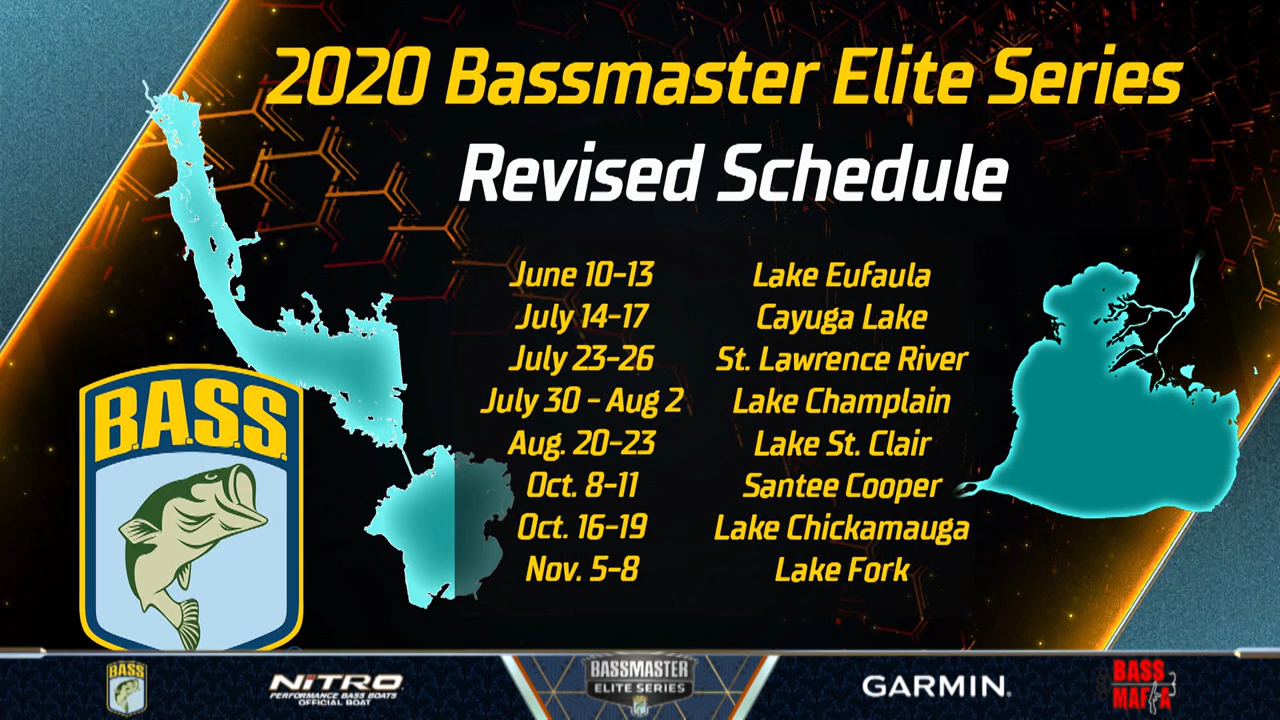 2020 Bassmaster Elite Series
Revised Schedule
June 10-13 Lake Eufaula
July 14-17 Cayuga Lake
July 23-26 St. Lawrence River
July 30 - Aug 2 Lake Champlain
Aug. 20-23 Lake St. Clair
Oct. 8-11 Santee Cooper
Oct. 16-19 Lake Chickamauga
Nov. 5-8 Lake Fork
B.A.S.S.
BASS
NITRO
PERFORMANCE BASS BOATS
OFFICIAL BOAT
BASSMASTER
ELITE SERIES
GARMIN.
BASS
MAFIA